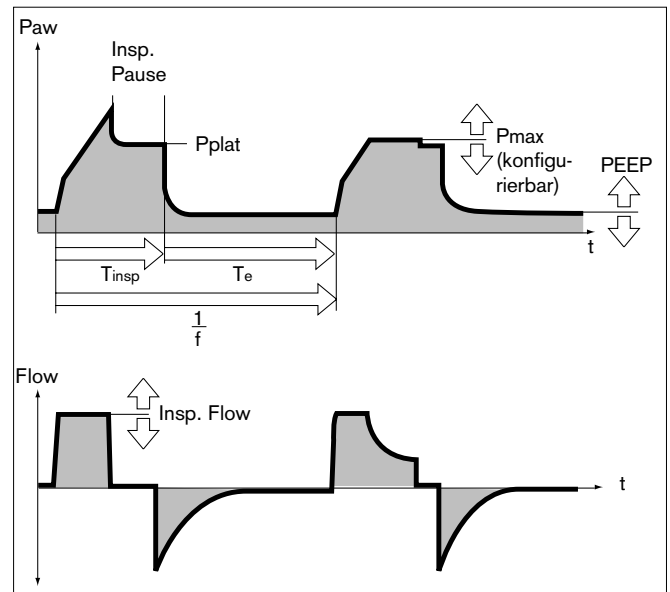 Paw
Insp.
Pause
Pplat
Pmax
(konfigu-
rierbar)
PEEP
t
Tinsp
Te
1
f
Flow
Insp. Flow
t